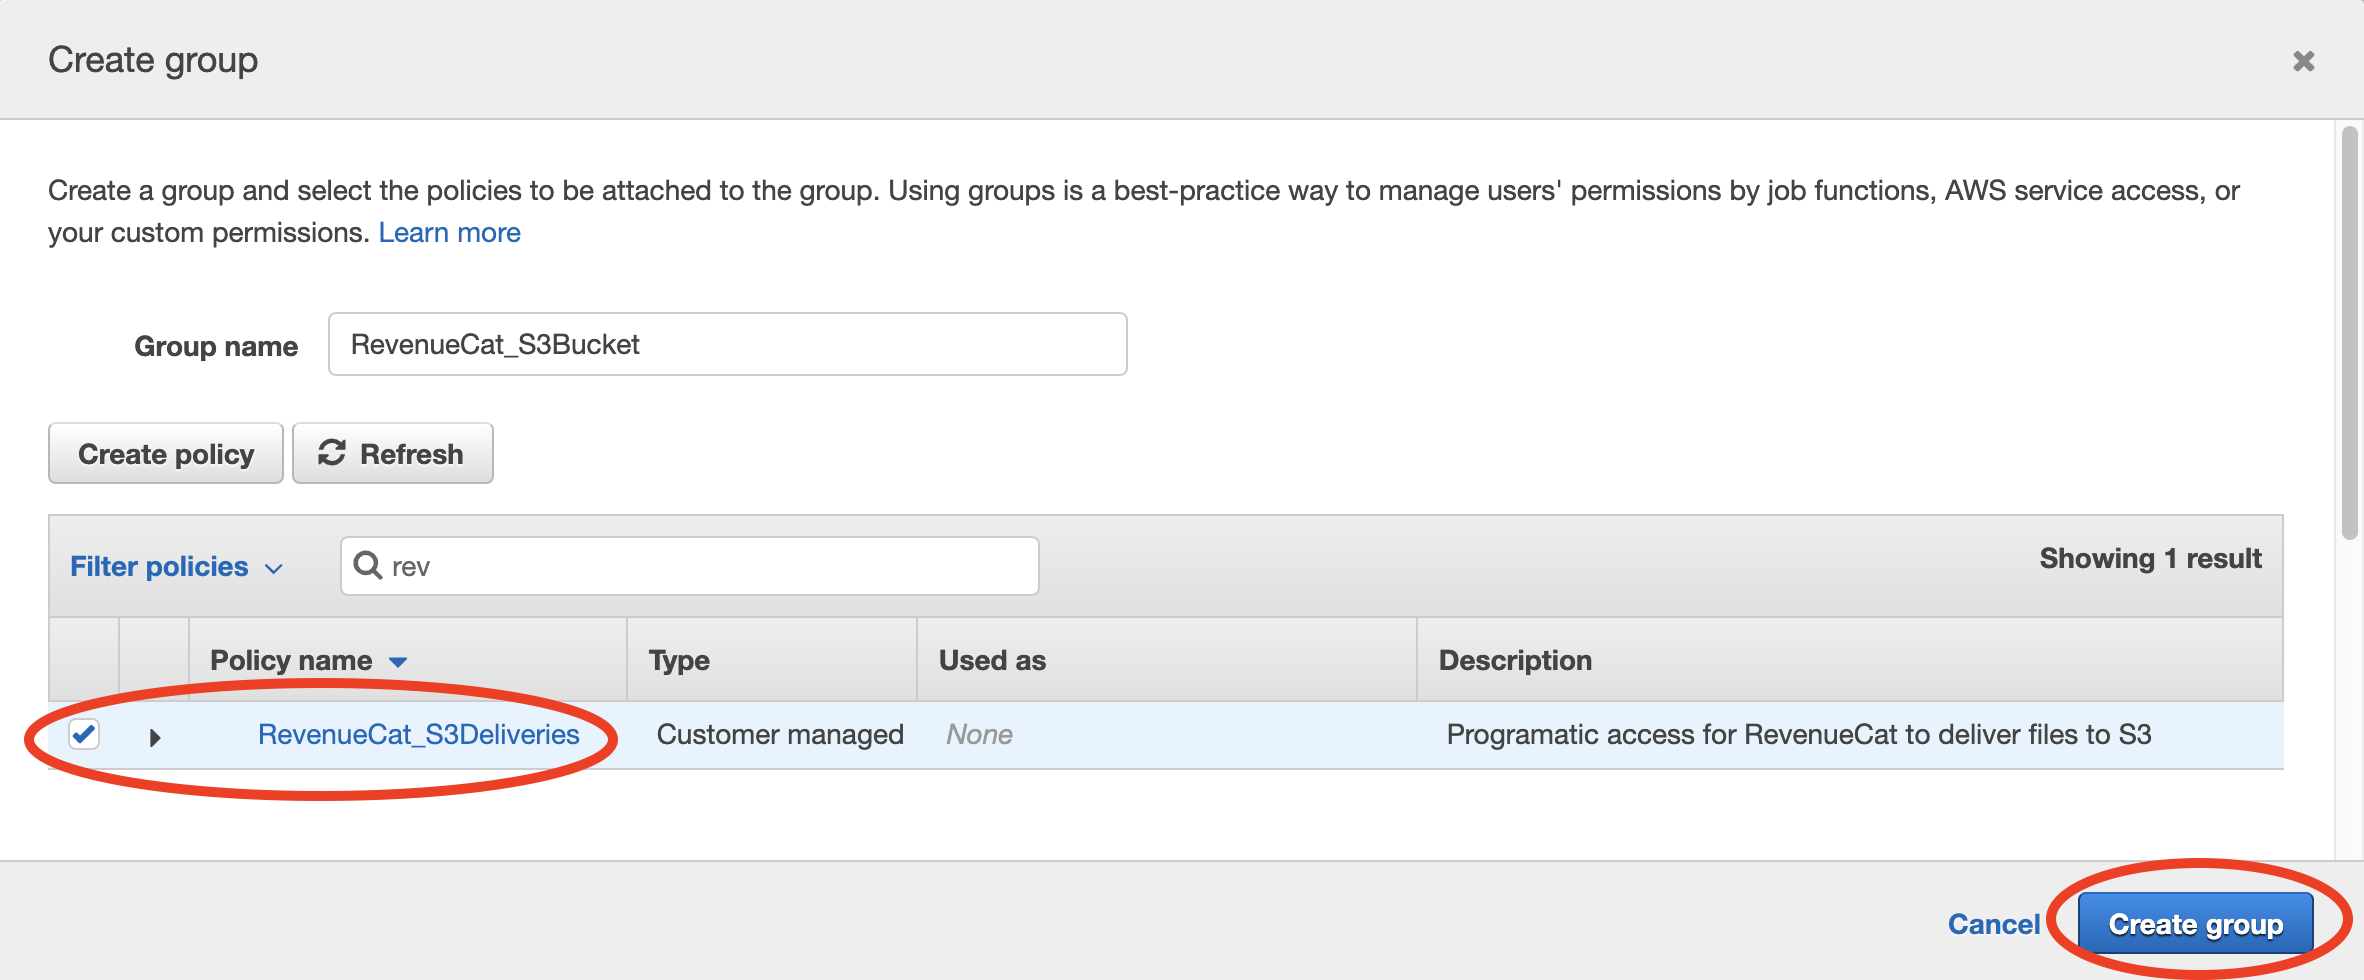 Create group
Create a group and select the policies to be attached to the group. Using groups is a best-practice way to manage users' permissions by job functions, AWS service access, or
your custom permissions. Learn more
Group name RevenueCat_S3Bucket
Create policy Refresh
Filter policies rev Showing 1 result
Policy name Type Used as Description
RevenueCat_S3Deliveries Customer managed None Programatic access for RevenueCat to deliver files to S3
Cancel Create group